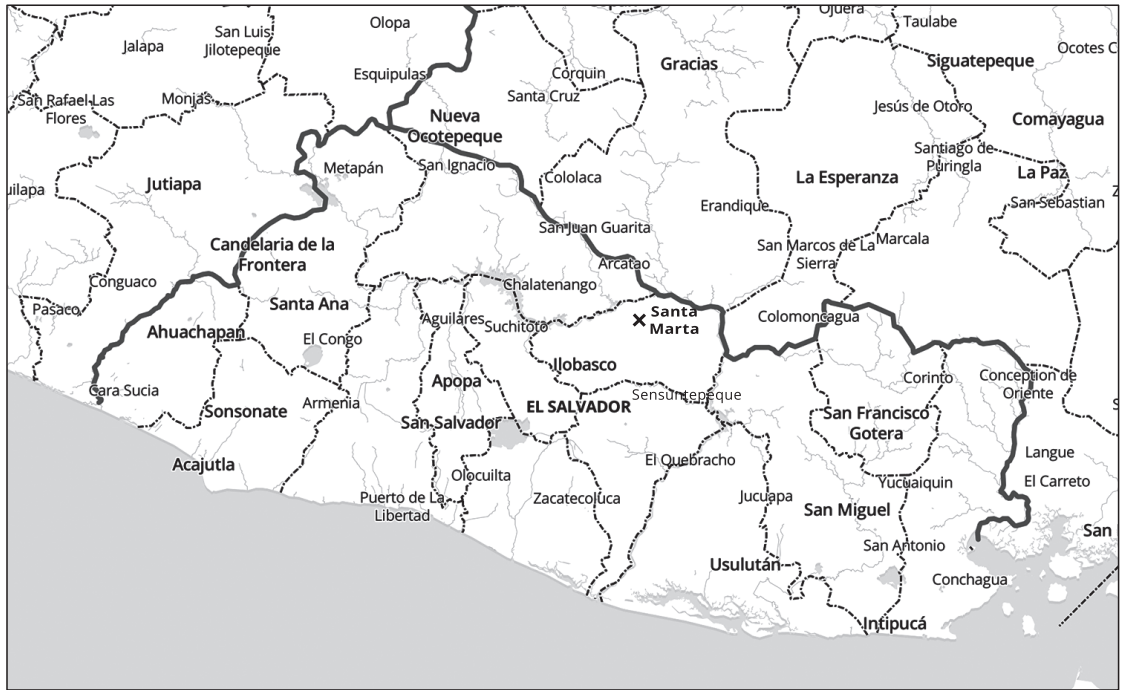 Ojuera
Taulabe
Olopa
San Luis
Jilotepeque
Jalapa
Ocotes C
Siguatepeque
Gracias
Esquipulas
Corquin
Santa Cruz
San Rafael Las
Flores
Monjas
Jesús de Otoro
Nueva
Ocotepeque
Comayagua
Santiago de
Puringla
Metapán
San Ignacio
Cololaca
La Esperanza
La Paz
Jutiapa
uilapa
Z
Erandique
San Sebastian
San Juan Guarita
Candelaria de la
Frontera
San Marcos de La
Sierra
Marcala
Arcatao
Conguaco
Chalatenango
Pasaco
Santa Ana
Santa
Marta
Aguilares
Suchitoto
Colomoncagua
Ahuachapan
El Congo
Ilobasco
Cara Sucia
Apopa
Corinto
Conception de
Oriente
Sensuntepeque
Armenia
Sonsonate
EL SALVADOR
S
San Salvador
San Francisco
Gotera
Acajutla
El Quebracho
Langue
Olocuilta
Yucuaiquin
El Carreto
Puerto de La
Libertad
Zacatecoluca
Jucuapa
San Miguel
San
San Antonio
Usulután
Conchagua
Intipucá